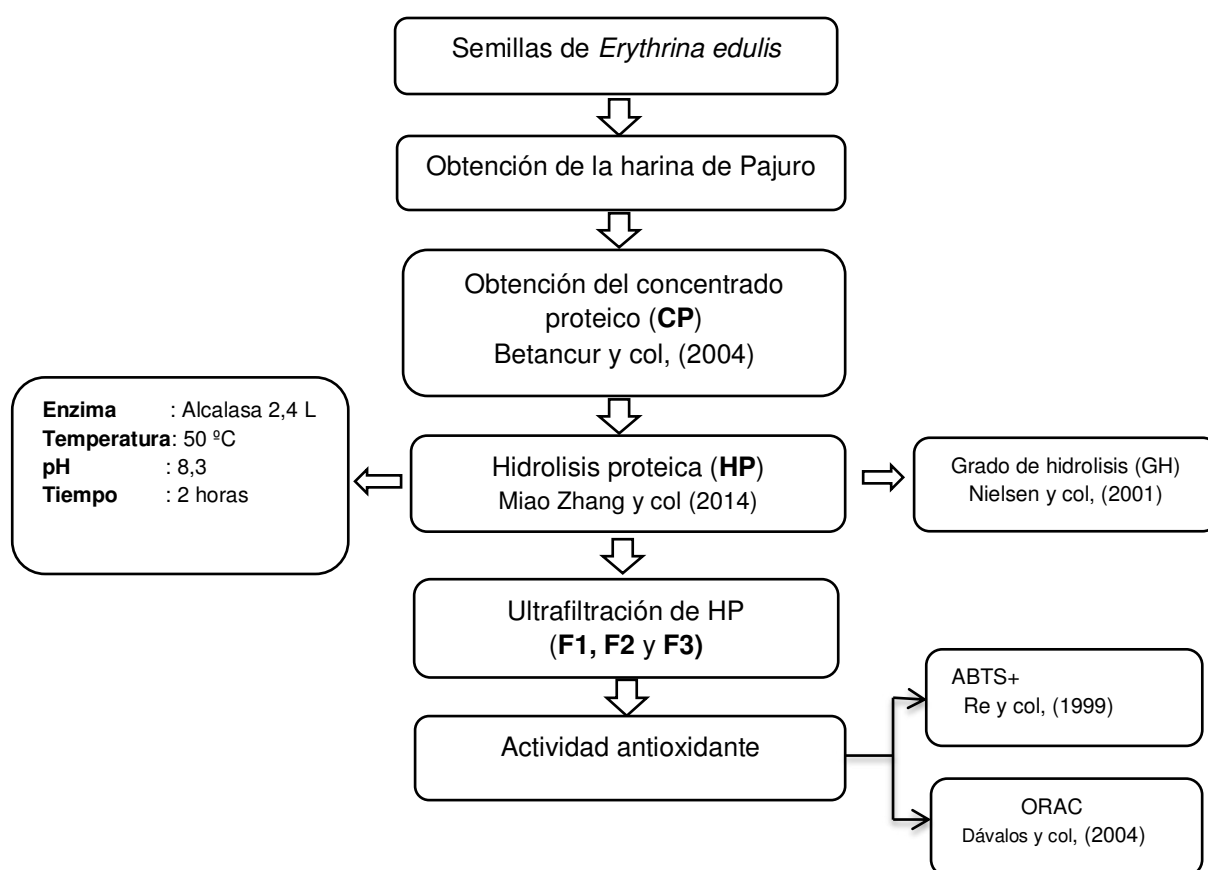 Semillas de Erythrina edulis
Obtención de la harina de Pajuro
Obtención del concentrado
proteico (CP)
Betancur y col, (2004)
Enzima : Alcalasa 2,4 L
Temperatura: 50 ºC
pH : 8,3
Tiempo : 2 horas
Hidrolisis proteica (HP)
Miao Zhang y col (2014)
Grado de hidrolisis (GH)
Nielsen y col, (2001)
Ultrafiltración de HP
(F1, F2 y F3)
Actividad antioxidante
ABTS+
Re y col, (1999)
ORAC
Dávalos y col, (2004)